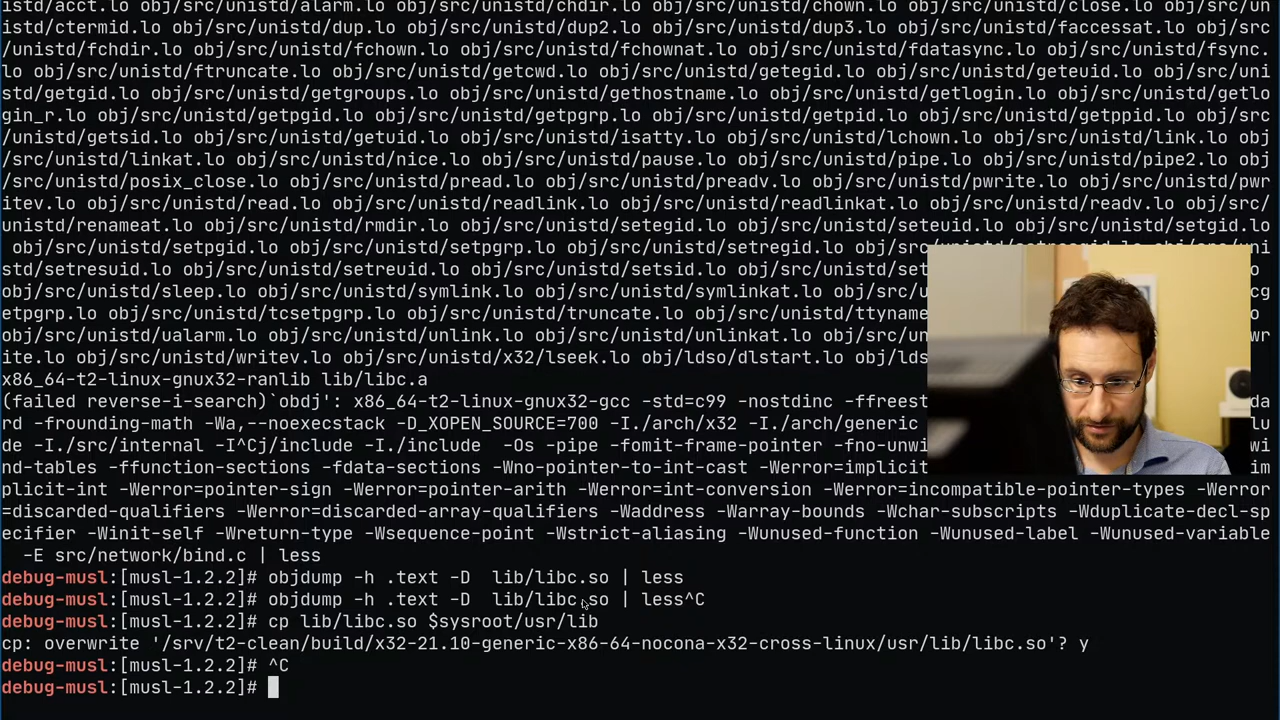 istd/acct.lo obj/src/unistd/alarm.lo obj/src/unistd/chdir.lo obj/src/unistd/chown.lo obj/src/unistd/close.lo obj/src/un
istd/ctermid.lo obj/src/unistd/dup.lo obj/src/unistd/dup2.lo obj/src/unistd/dup3.lo obj/src/unistd/faccessat.lo obj/src
/unistd/fchdir.lo obj/src/unistd/fchown.lo obj/src/unistd/fchownat.lo obj/src/unistd/fdatasync.lo obj/src/unistd/fsync.
lo obj/src/unistd/ftruncate.lo obj/src/unistd/getcwd.lo obj/src/unistd/getegid.lo obj/src/unistd/geteuid.lo obj/src/uni
std/getgid.lo obj/src/unistd/getgroups.lo obj/src/unistd/gethostname.lo obj/src/unistd/getlogin.lo obj/src/unistd/getlo
gin_r.lo obj/src/unistd/getpgid.lo obj/src/unistd/getpgrp.lo obj/src/unistd/getpid.lo obj/src/unistd/getppid.lo obj/src
/unistd/getsid.lo obj/src/unistd/getuid.lo obj/src/unistd/isatty.lo obj/src/unistd/lchown.lo obj/src/unistd/link.lo obj
/src/unistd/linkat.lo obj/src/unistd/nice.lo obj/src/unistd/pause.lo obj/src/unistd/pipe.lo obj/src/unistd/pipe2.lo obj
/src/unistd/posix_close.lo obj/src/unistd/pread.lo obj/src/unistd/preadv.lo obj/src/unistd/pwrite.lo obj/src/unistd/pwr
itev.lo obj/src/unistd/read.lo obj/src/unistd/readlink.lo obj/src/unistd/readlinkat.lo obj/src/unistd/readv.lo obj/src/
unistd/renameat.lo obj/src/unistd/rmdir.lo obj/src/unistd/setegid.lo obj/src/unistd/seteuid.lo obj/src/unistd/setgid.lo
obj/src/unistd/setpgid.lo obj/src/unistd/setpgrp.lo obj/src/unistd/setregid.lo obj/src/uni
std/setresuid.lo obj/src/unistd/setreuid.lo obj/src/unistd/setsid.lo obj/src/unistd/set
obj/src/unistd/sleep.lo obj/src/unistd/symlink.lo obj/src/unistd/symlinkat.lo obj/src/un cg
etpgrp.lo obj/src/unistd/tcsetpgrp.lo obj/src/unistd/truncate.lo obj/src/unistd/ttyname
obj/src/unistd/ualarm.lo obj/src/unistd/unlink.lo obj/src/unistd/unlinkat.lo obj/src/un wr
ite.lo obj/src/unistd/writev.lo obj/src/unistd/x32/lseek.lo obj/ldso/dlstart.lo obj/lds
x86_64-t2-linux-gnux32-ranlib lib/libc.a
(failed reverse-i-search)`obdj': x86_64-t2-linux-gnux32-gcc -std=c99 -nostdinc -ffreest da
rd -frounding-math -Wa,--noexecstack -D_XOPEN_SOURCE=700 -I./arch/x32 -I./arch/generic lu
de -I./src/internal -I^Cj/include -I./include  -Os -pipe -fomit-frame-pointer -fno-unwi
nd-tables -ffunction-sections -fdata-sections -Wno-pointer-to-int-cast -Werror=implicit
plicit-int -Werror=pointer-sign -Werror=pointer-arith -Werror=int-conversion -Werror=incompatible-pointer-types -Werror
=discarded-qualifiers -Werror=discarded-array-qualifiers -Waddress -Warray-bounds -Wchar-subscripts -Wduplicate-decl-sp
ecifier -Winit-self -Wreturn-type -Wsequence-point -Wstrict-aliasing -Wunused-function -Wunused-label -Wunused-variable
-E src/network/bind.c | less
debug-musl:[musl-1.2.2]# objdump -h .text -D  lib/libc.so | less
debug-musl:[musl-1.2.2]# objdump -h .text -D  lib/libc.so | less^C
debug-musl:[musl-1.2.2]# cp lib/libc.so $sysroot/usr/lib
cp: overwrite '/srv/t2-clean/build/x32-21.10-generic-x86-64-nocona-x32-cross-linux/usr/lib/libc.so'? y
debug-musl:[musl-1.2.2]# ^C
debug-musl:[musl-1.2.2]#